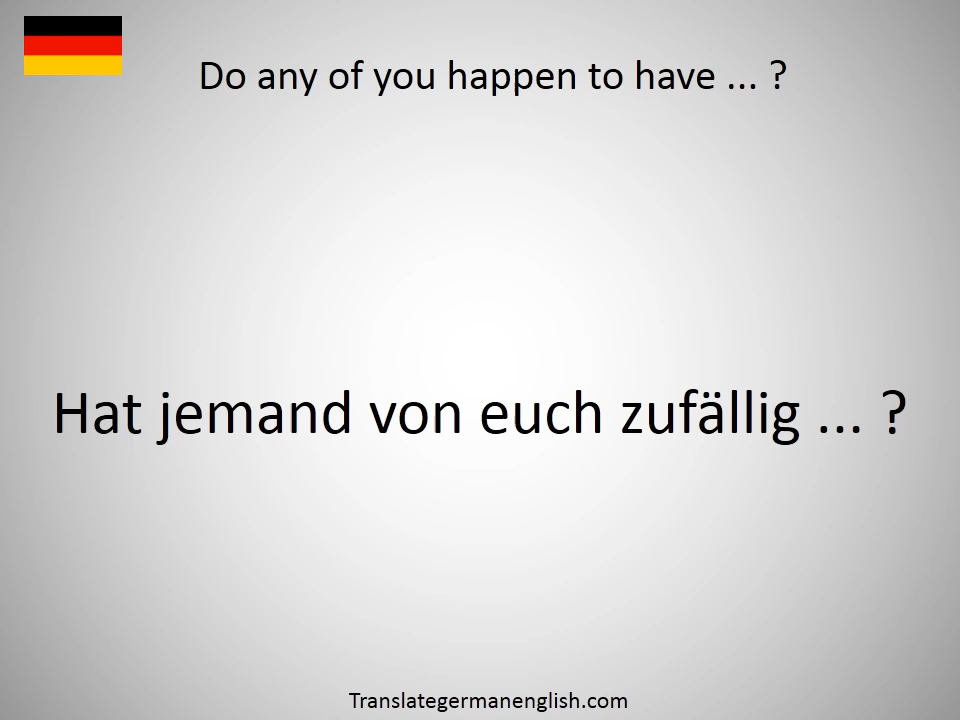 Do any of you happen to have ... ?
Hat jemand von euch zufällig ... ?
Translategermanenglish.com